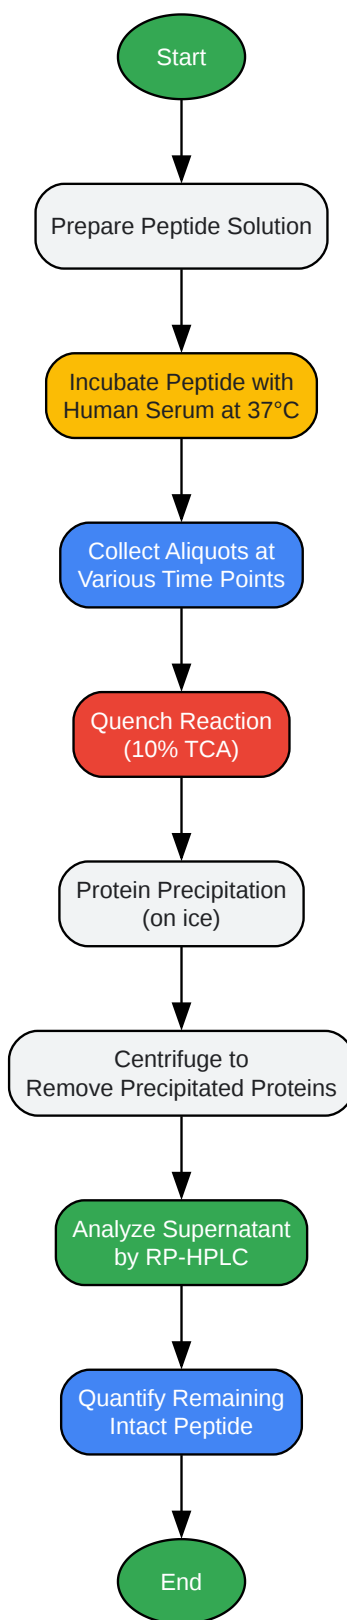 Start
Prepare Peptide Solution
Incubate Peptide with
Human Serum at 37°C
Collect Aliquots at
Various Time Points
Quench Reaction
(10% TCA)
Protein Precipitation
(on ice)
Centrifuge to
Remove Precipitated Proteins
Analyze Supernatant
by RP-HPLC
Quantify Remaining
Intact Peptide
End